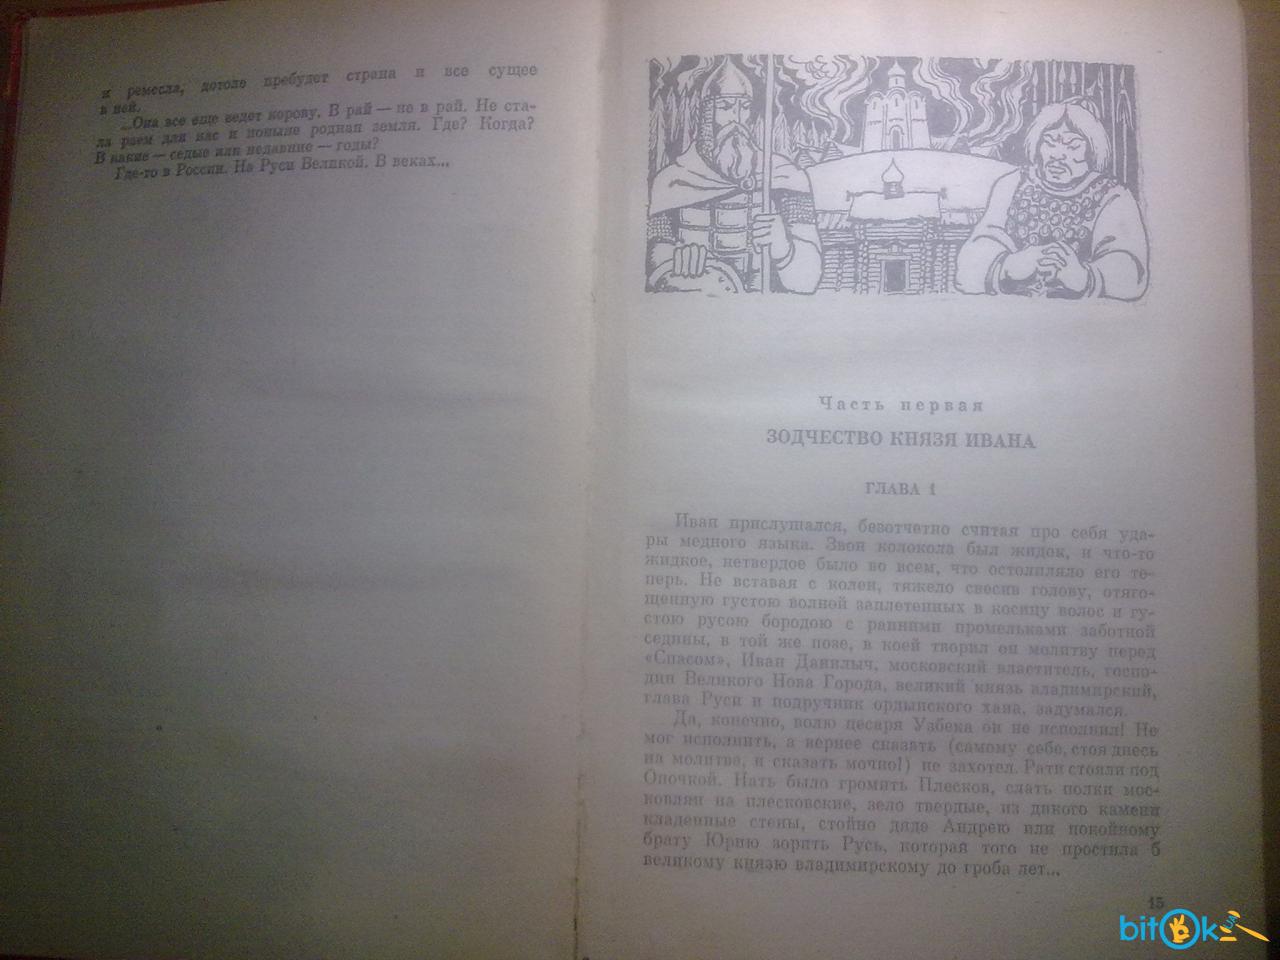 и ремесла, дотоле пребудет страна и все сущее
в ней.
...Она все еще ведет корову. В рай — не в рай. Не ста-
ла раем для нас и поныне родная земля. Где? Когда?
В какие — седые или недавние — годы?
Где-то в России. На Руси Великой. В веках...
Часть первая
ЗОДЧЕСТВО КНЯЗЯ ИВАНА
ГЛАВА 1
Иван прислушался, безотчетно считая про себя уда-
ры медного языка. Звон колокола был жидок, и что-то
жидкое, нетвердое было во всем, что остолпляло его те-
перь. Не вставая с колен, тяжело свесив голову, отяго-
щенную густою волной заплетенных в косицу волос и гу-
стою русою бородою с ранними промельками заботной
седины, в той же позе, в коей творил он молитву перед
«Спасом», Иван Данилыч, московский властитель, госпо-
дин Великого Нова Города, великий князь владимирский,
глава Руси и подручник ордынского хана, задумался.
Да, конечно, волю цесаря Узбека он не исполнил! Не
мог исполнить, а вернее сказать (самому себе, стоя днесь
на молитве, и сказать мочно!) не захотел. Рати стояли под
Опочкой. Нать было громить Плесков, слать полки мос-
ковлян на плесковские, зело твердые, из дикого камени
кладенные стены, стойно дяде Андрею или покойному
брату Юрию зорить Русь, которая того не простила б
великому князю владимирскому до гроба лет...
15
bitOk.ua